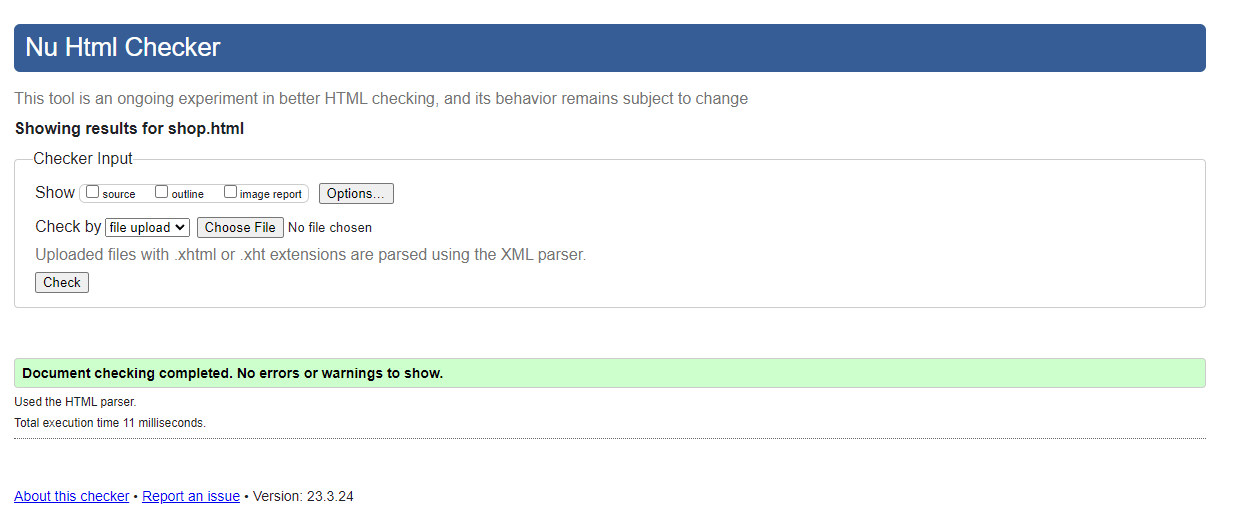 Nu Html Checker
This tool is an ongoing experiment in better HTML checking, and its behavior remains subject to change
Showing results for shop.html
Checker Input
Show source outline image report Options...
Check by file upload Choose File No file chosen
Uploaded files with .xhtml or .xht extensions are parsed using the XML parser.
Check
Document checking completed. No errors or warnings to show.
Used the HTML parser.
Total execution time 11 milliseconds.
About this checker • Report an issue • Version: 23.3.24